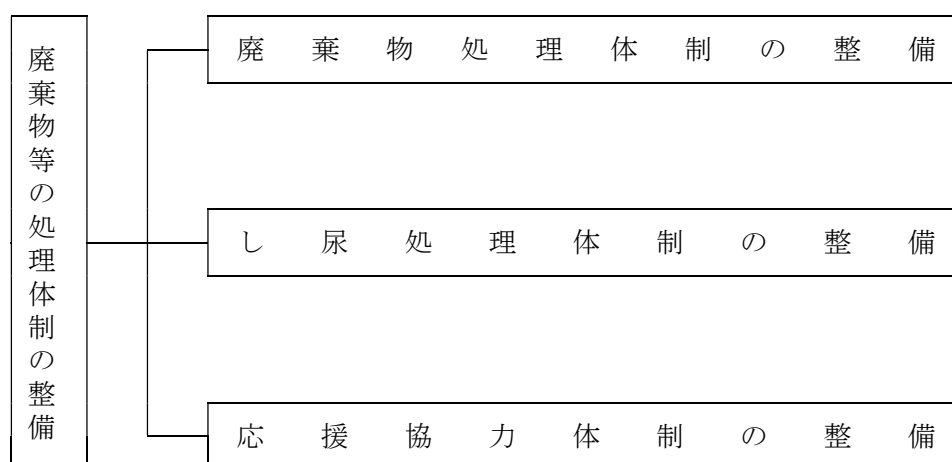 廃棄物等の処理体制の整備
廃棄物処理体制の整備
し尿処理体制の整備
応援協力体制の整備